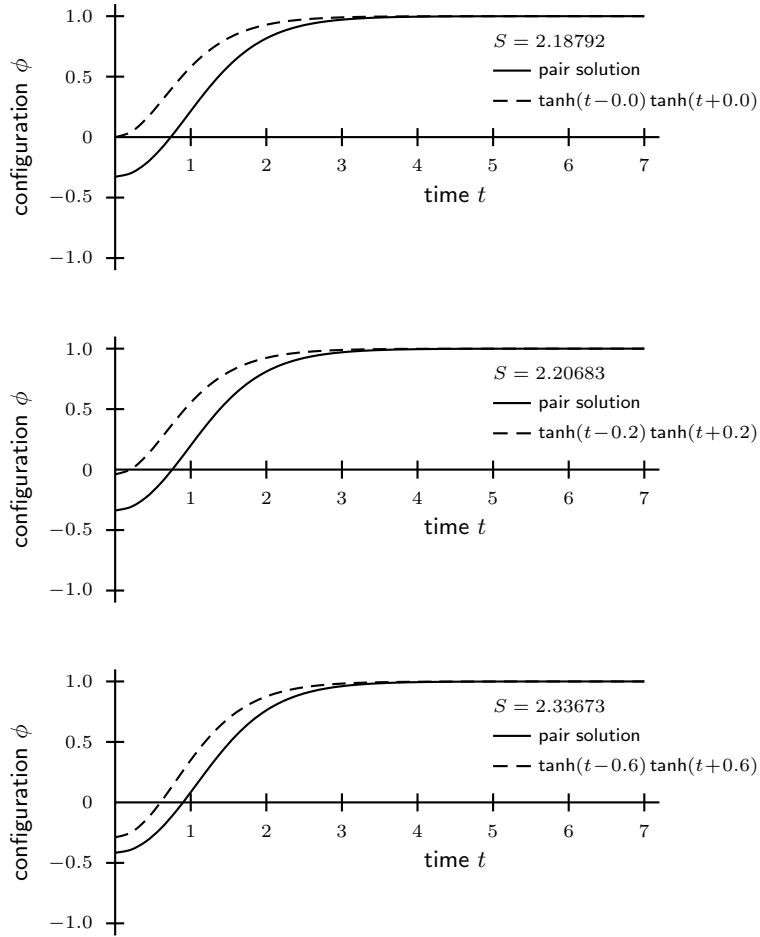 configuration ϕ
1.0
0.5
0
−0.5
−1.0
1 2 3 4 5 6 7
time t
S = 2.18792
pair solution
tanh(t−0.0) tanh(t+0.0)
configuration ϕ
1.0
0.5
0
−0.5
−1.0
1 2 3 4 5 6 7
time t
S = 2.20683
pair solution
tanh(t−0.2) tanh(t+0.2)
configuration ϕ
1.0
0.5
0
−0.5
−1.0
1 2 3 4 5 6 7
time t
S = 2.33673
pair solution
tanh(t−0.6) tanh(t+0.6)